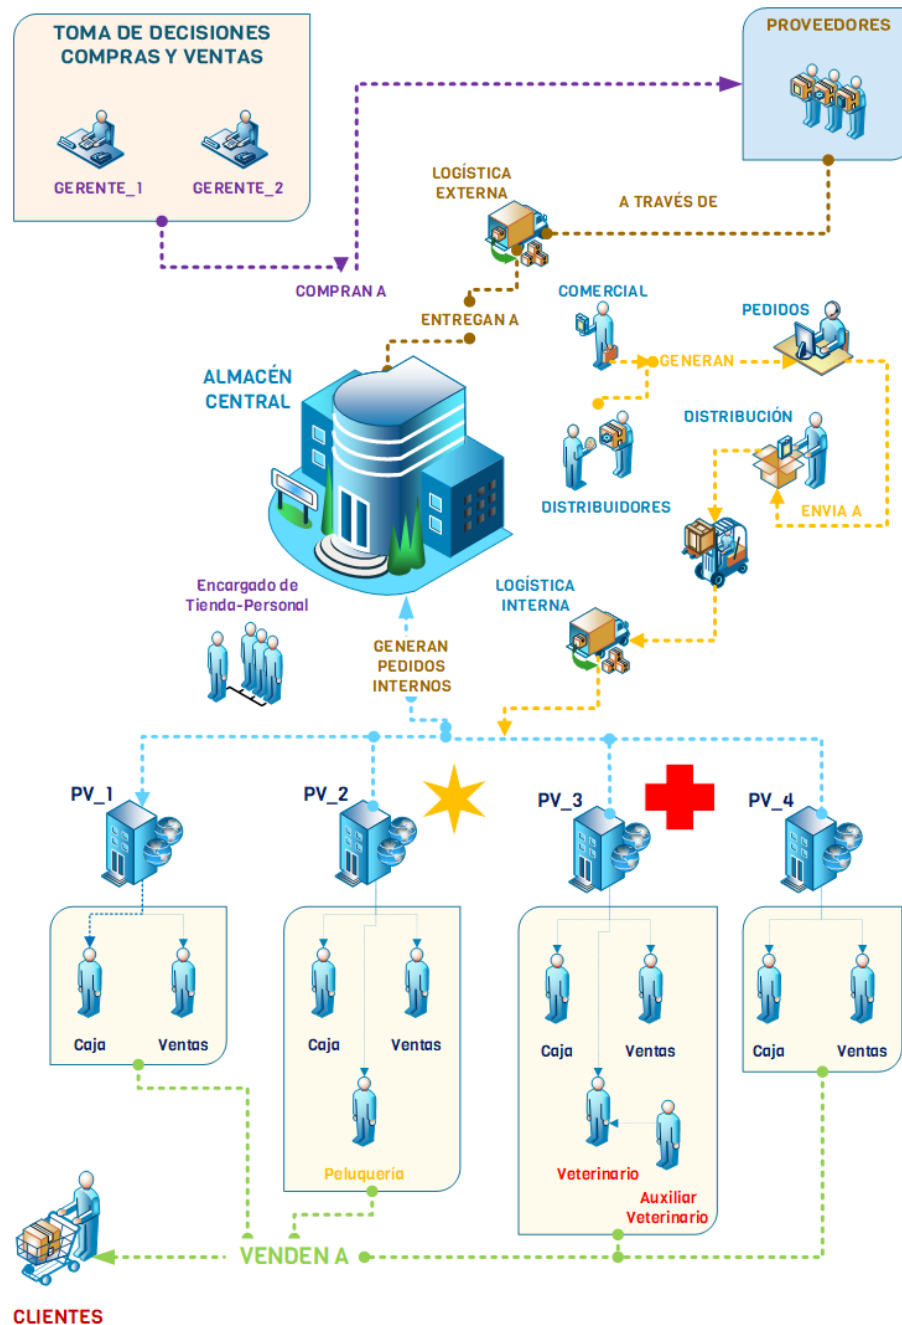 TOMA DE DECISIONES
COMPRAS Y VENTAS
GERENTE_1
GERENTE_2
PROVEEDORES
LOGÍSTICA
EXTERNA
A TRAVÉS DE
COMPRAN A
ENTREGAN A
COMERCIAL
PEDIDOS
GENERAN
ALMACÉN
CENTRAL
DISTRIBUCIÓN
DISTRIBUIDORES
ENVIA A
Encargado de
Tienda-Personal
LOGÍSTICA
INTERNA
GENERAN
PEDIDOS
INTERNOS
PV_1
PV_2
PV_3
PV_4
Caja
Ventas
Caja
Ventas
Caja
Ventas
Caja
Ventas
Peluquería
Veterinario
Auxiliar
Veterinario
VENDEN A
CLIENTES